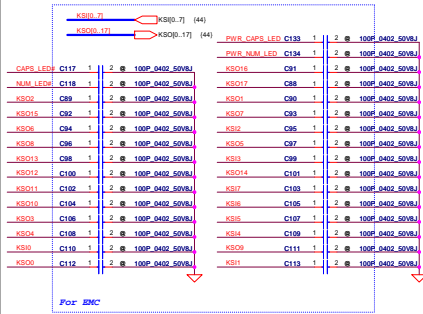 KSI[0..7] KSI[0..7] (44)
KSO[0..17] KSO[0..17] (44)
PWR_CAPS_LED C133 1 2 @ 100P_0402_50V8J
PWR_NUM_LED C134 1 2 @ 100P_0402_50V8J
CAPS_LED# C117 1 2 @ 100P_0402_50V8J KSO16 C91 1 2 @ 100P_0402_50V8J
NUM_LED# C118 1 2 @ 100P_0402_50V8J KSO17 C88 1 2 @ 100P_0402_50V8J
KSO2 C89 1 2 @ 100P_0402_50V8J KSO1 C90 1 2 @ 100P_0402_50V8J
KSO15 C92 1 2 @ 100P_0402_50V8J KSO7 C93 1 2 @ 100P_0402_50V8J
KSO6 C94 1 2 @ 100P_0402_50V8J KSI2 C95 1 2 @ 100P_0402_50V8J
KSO8 C96 1 2 @ 100P_0402_50V8J KSO5 C97 1 2 @ 100P_0402_50V8J
KSO13 C98 1 2 @ 100P_0402_50V8J KSI3 C99 1 2 @ 100P_0402_50V8J
KSO12 C100 1 2 @ 100P_0402_50V8J KSO14 C101 1 2 @ 100P_0402_50V8J
KSO11 C102 1 2 @ 100P_0402_50V8J KSI7 C103 1 2 @ 100P_0402_50V8J
KSO10 C104 1 2 @ 100P_0402_50V8J KSI6 C105 1 2 @ 100P_0402_50V8J
KSO3 C106 1 2 @ 100P_0402_50V8J KSI5 C107 1 2 @ 100P_0402_50V8J
KSO4 C108 1 2 @ 100P_0402_50V8J KSI4 C109 1 2 @ 100P_0402_50V8J
KSI0 C110 1 2 @ 100P_0402_50V8J KSO9 C111 1 2 @ 100P_0402_50V8J
KSO0 C112 1 2 @ 100P_0402_50V8J KSI1 C113 1 2 @ 100P_0402_50V8J
For EMC